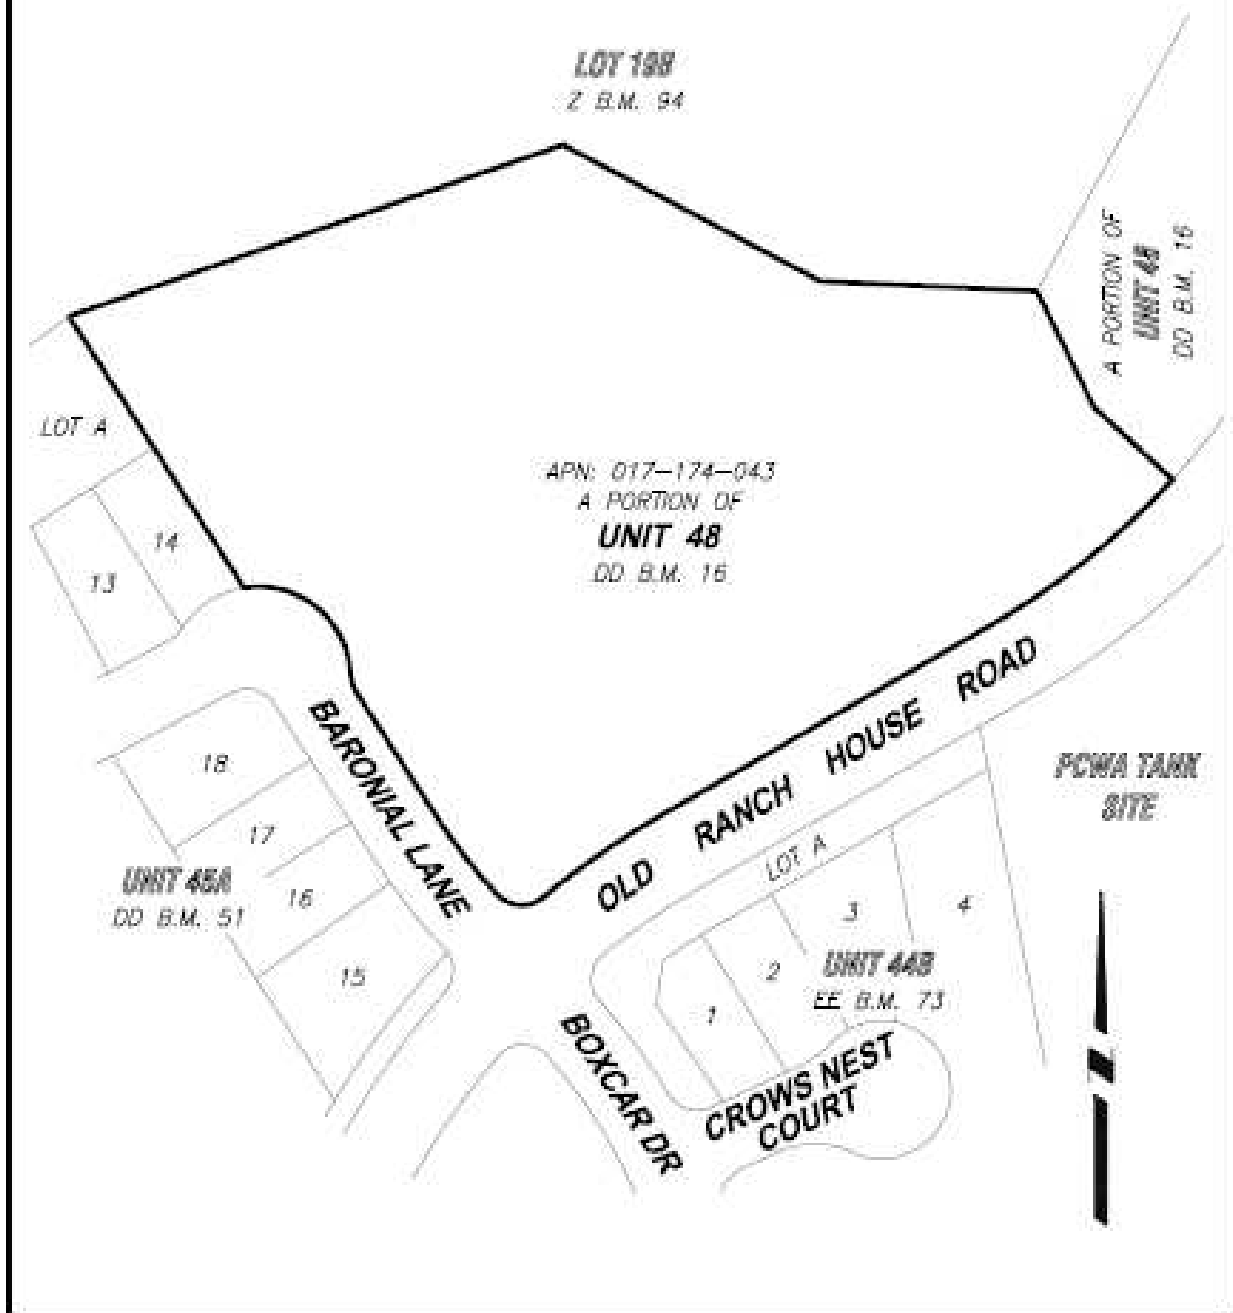 LOT 19B
Z B.M. 94
A PORTION OF
UNIT 48
DD B.M. 16
LOT A
14
13
APN: 017-174-043
A PORTION OF
UNIT 48
DD B.M. 16
OLD RANCH HOUSE ROAD
BARONIAL LANE
18
17
16
15
UNIT 45A
DD B.M. 51
PCWA TANK
SITE
LOT A
1
2
3
4
UNIT 44B
EE B.M. 73
BOXCAR DR
CROWS NEST
COURT